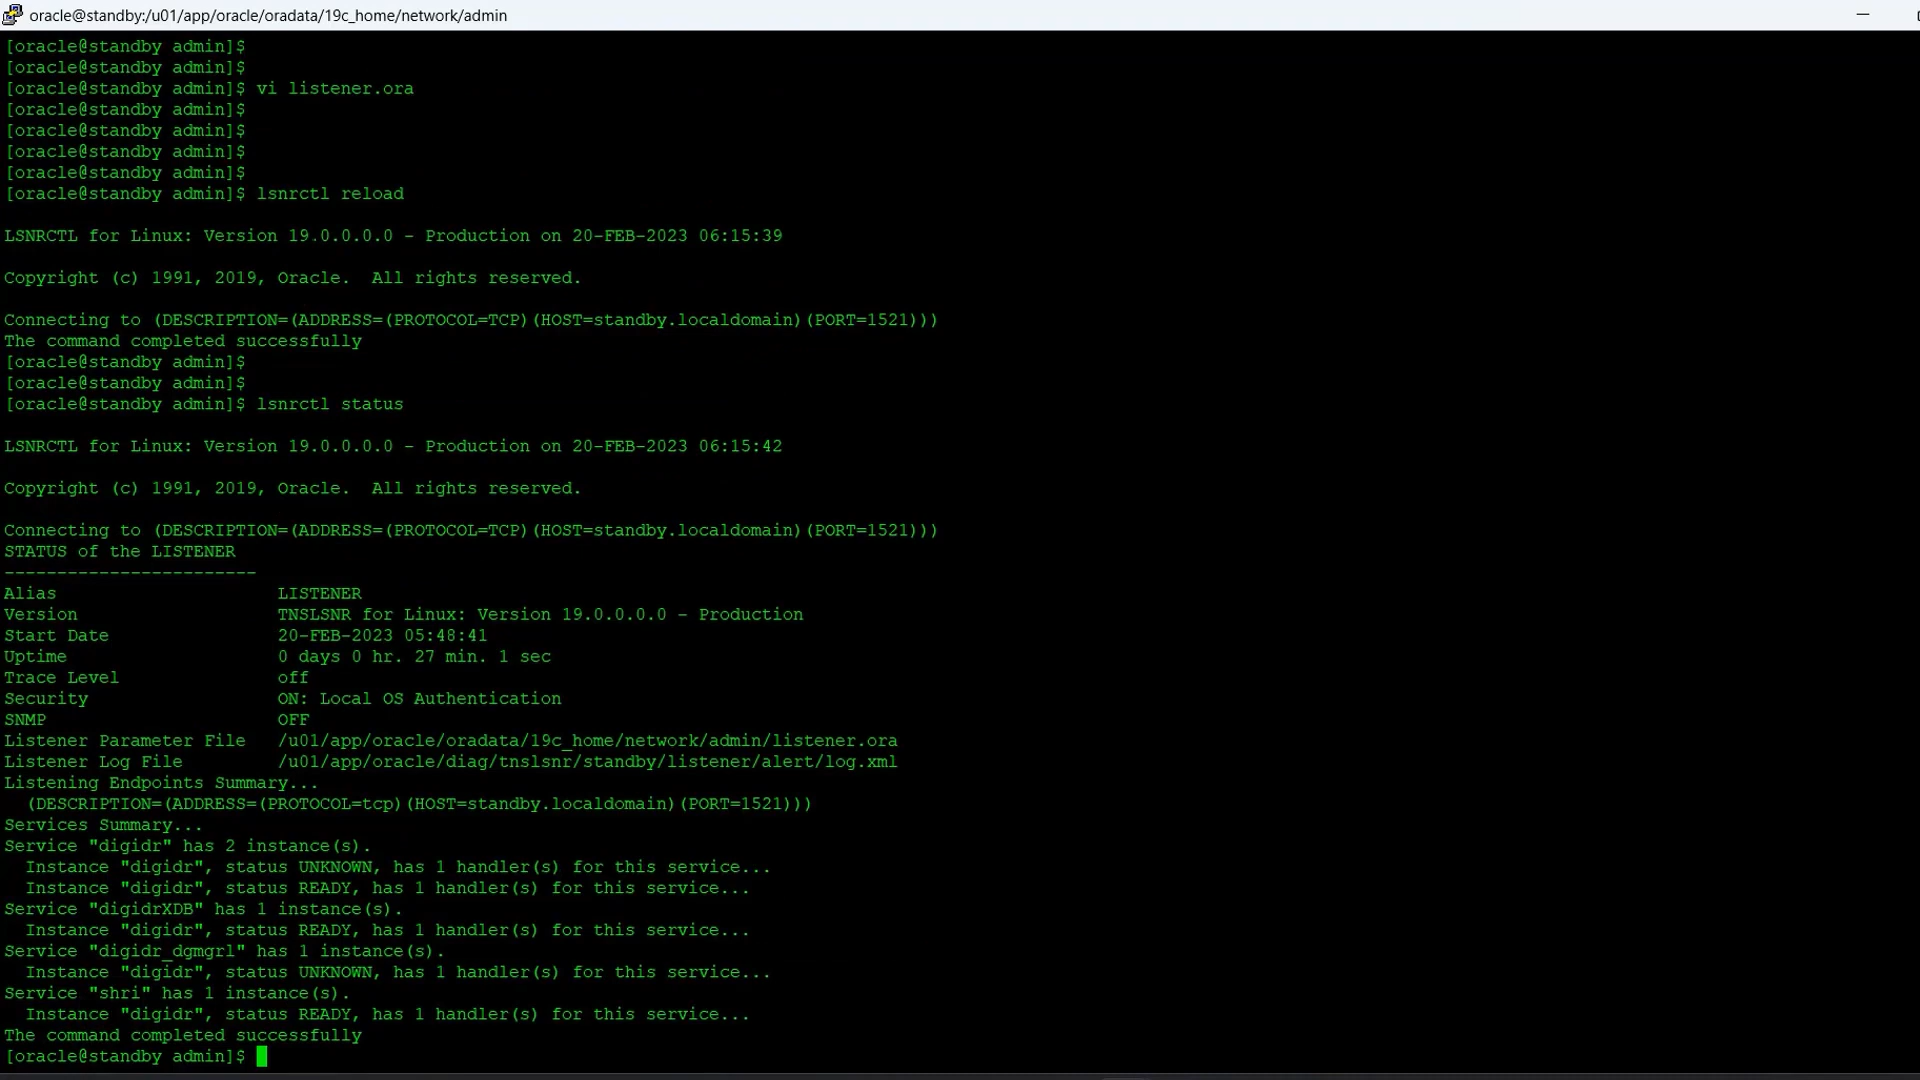 oracle@standby:/u01/app/oracle/oradata/19c_home/network/admin
[oracle@standby admin]$
[oracle@standby admin]$
[oracle@standby admin]$ vi listener.ora
[oracle@standby admin]$
[oracle@standby admin]$
[oracle@standby admin]$
[oracle@standby admin]$
[oracle@standby admin]$ lsnrctl reload
LSNRCTL for Linux: Version 19.0.0.0.0 - Production on 20-FEB-2023 06:15:39
Copyright (c) 1991, 2019, Oracle.  All rights reserved.
Connecting to (DESCRIPTION=(ADDRESS=(PROTOCOL=TCP)(HOST=standby.localdomain)(PORT=1521)))
The command completed successfully
[oracle@standby admin]$
[oracle@standby admin]$
[oracle@standby admin]$ lsnrctl status
LSNRCTL for Linux: Version 19.0.0.0.0 - Production on 20-FEB-2023 06:15:42
Copyright (c) 1991, 2019, Oracle.  All rights reserved.
Connecting to (DESCRIPTION=(ADDRESS=(PROTOCOL=TCP)(HOST=standby.localdomain)(PORT=1521)))
STATUS of the LISTENER
------------------------
Alias                     LISTENER
Version                   TNSLSNR for Linux: Version 19.0.0.0.0 - Production
Start Date                20-FEB-2023 05:48:41
Uptime                    0 days 0 hr. 27 min. 1 sec
Trace Level               off
Security                  ON: Local OS Authentication
SNMP                      OFF
Listener Parameter File   /u01/app/oracle/oradata/19c_home/network/admin/listener.ora
Listener Log File         /u01/app/oracle/diag/tnslsnr/standby/listener/alert/log.xml
Listening Endpoints Summary...
  (DESCRIPTION=(ADDRESS=(PROTOCOL=tcp)(HOST=standby.localdomain)(PORT=1521)))
Services Summary...
Service "digidr" has 2 instance(s).
  Instance "digidr", status UNKNOWN, has 1 handler(s) for this service...
  Instance "digidr", status READY, has 1 handler(s) for this service...
Service "digidrXDB" has 1 instance(s).
  Instance "digidr", status READY, has 1 handler(s) for this service...
Service "digidr_dgmgrl" has 1 instance(s).
  Instance "digidr", status UNKNOWN, has 1 handler(s) for this service...
Service "shri" has 1 instance(s).
  Instance "digidr", status READY, has 1 handler(s) for this service...
The command completed successfully
[oracle@standby admin]$